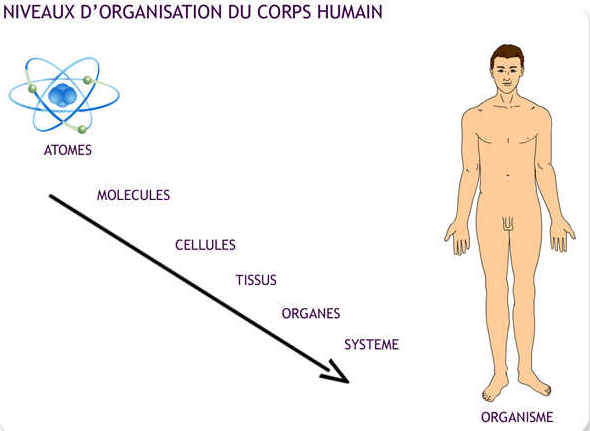 NIVEAUX D’ORGANISATION DU CORPS HUMAIN
ATOMES
MOLECULES
CELLULES
TISSUS
ORGANES
SYSTEME
ORGANISME